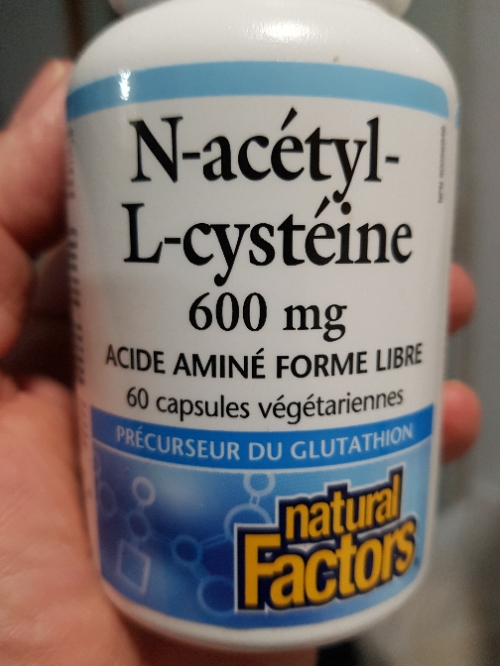 N-acétyl-
L-cystéine
600 mg
ACIDE AMINÉ FORME LIBRE
60 capsules végétariennes
PRÉCURSEUR DU GLUTATHION
natural
Factors